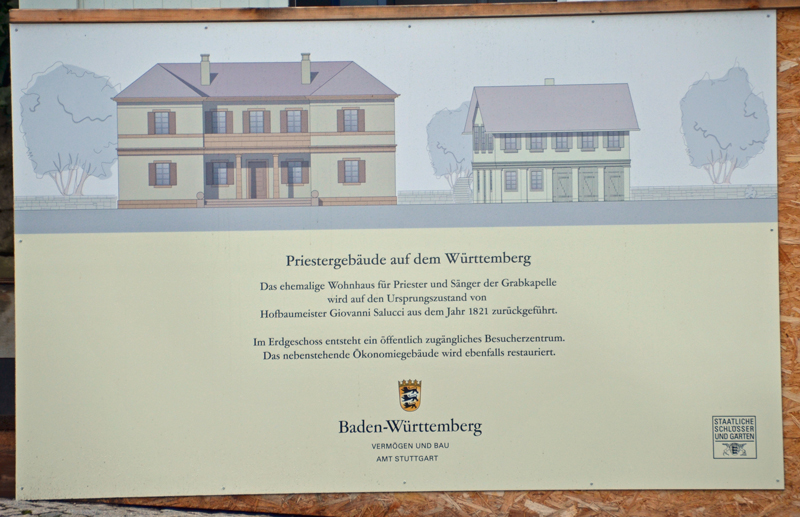 Priestergebäude auf dem Württemberg
Das ehemalige Wohnhaus für Priester und Sänger der Grabkapelle
wird auf den Ursprungszustand von
Hofbaumeister Giovanni Salucci aus dem Jahr 1821 zurückgeführt.
Im Erdgeschoss entsteht ein öffentlich zugängliches Besucherzentrum.
Das nebenstehende Ökonomiegebäude wird ebenfalls restauriert.
Baden-Württemberg
VERMÖGEN UND BAU
AMT STUTTGART
STAATLICHE
SCHLÖSSER
UND GÄRTEN